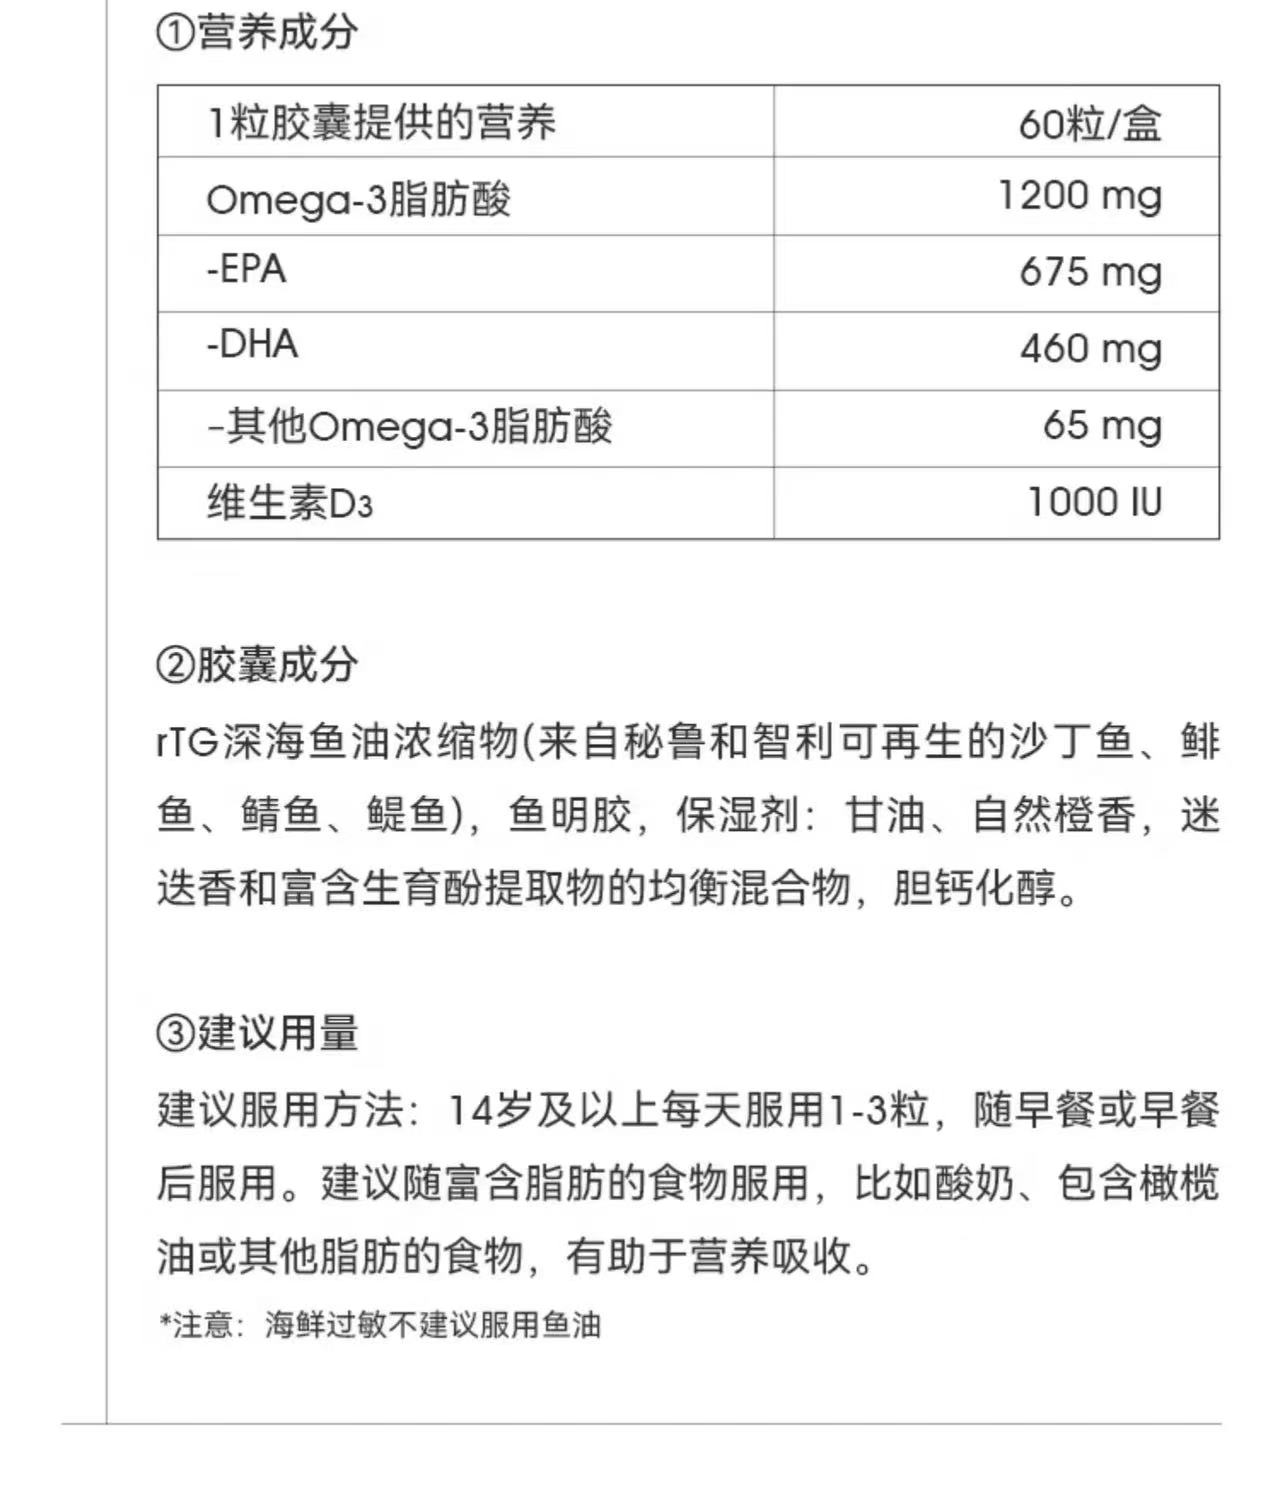 ①营养成分
1粒胶囊提供的营养 60粒/盒
Omega-3脂肪酸 1200 mg
-EPA 675 mg
-DHA 460 mg
-其他Omega-3脂肪酸 65 mg
维生素D3 1000 IU
②胶囊成分
rTG深海鱼油浓缩物(来自秘鲁和智利可再生的沙丁鱼、鲱
鱼、鲭鱼、鳀鱼)，鱼明胶，保湿剂：甘油、自然橙香，迷
迭香和富含生育酚提取物的均衡混合物，胆钙化醇。
③建议用量
建议服用方法：14岁及以上每天服用1-3粒，随早餐或早餐
后服用。建议随富含脂肪的食物服用，比如酸奶、包含橄榄
油或其他脂肪的食物，有助于营养吸收。
*注意：海鲜过敏不建议服用鱼油